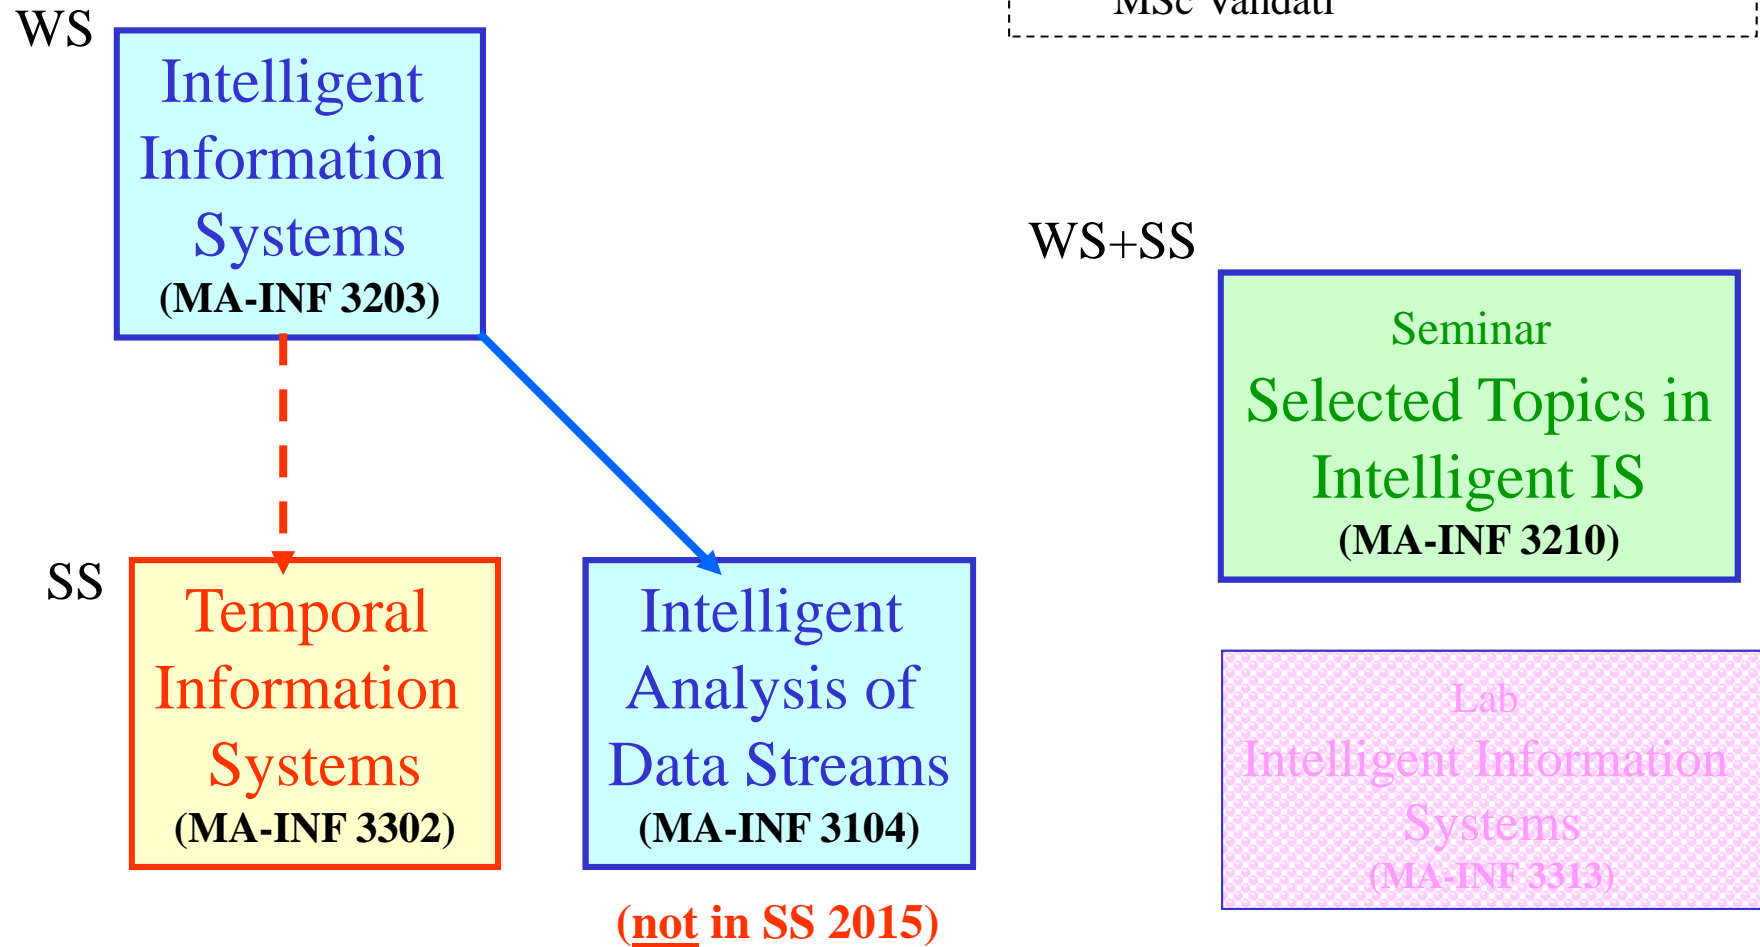 MSc Vahdati
WS
Intelligent
Information
Systems
(MA-INF 3203)
WS+SS
Seminar
Selected Topics in
Intelligent IS
(MA-INF 3210)
SS
Temporal
Information
Systems
(MA-INF 3302)
Intelligent
Analysis of
Data Streams
(MA-INF 3104)
(not in SS 2015)
Lab
Intelligent Information
Systems
(MA-INF 3313)